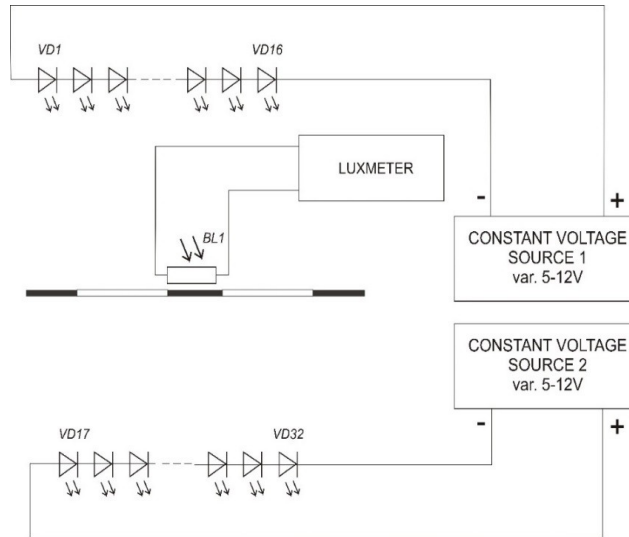 VD1
VD16
LUXMETER
BL1
-
+
CONSTANT VOLTAGE
SOURCE 1
var. 5-12V
CONSTANT VOLTAGE
SOURCE 2
var. 5-12V
-
+
VD17
VD32